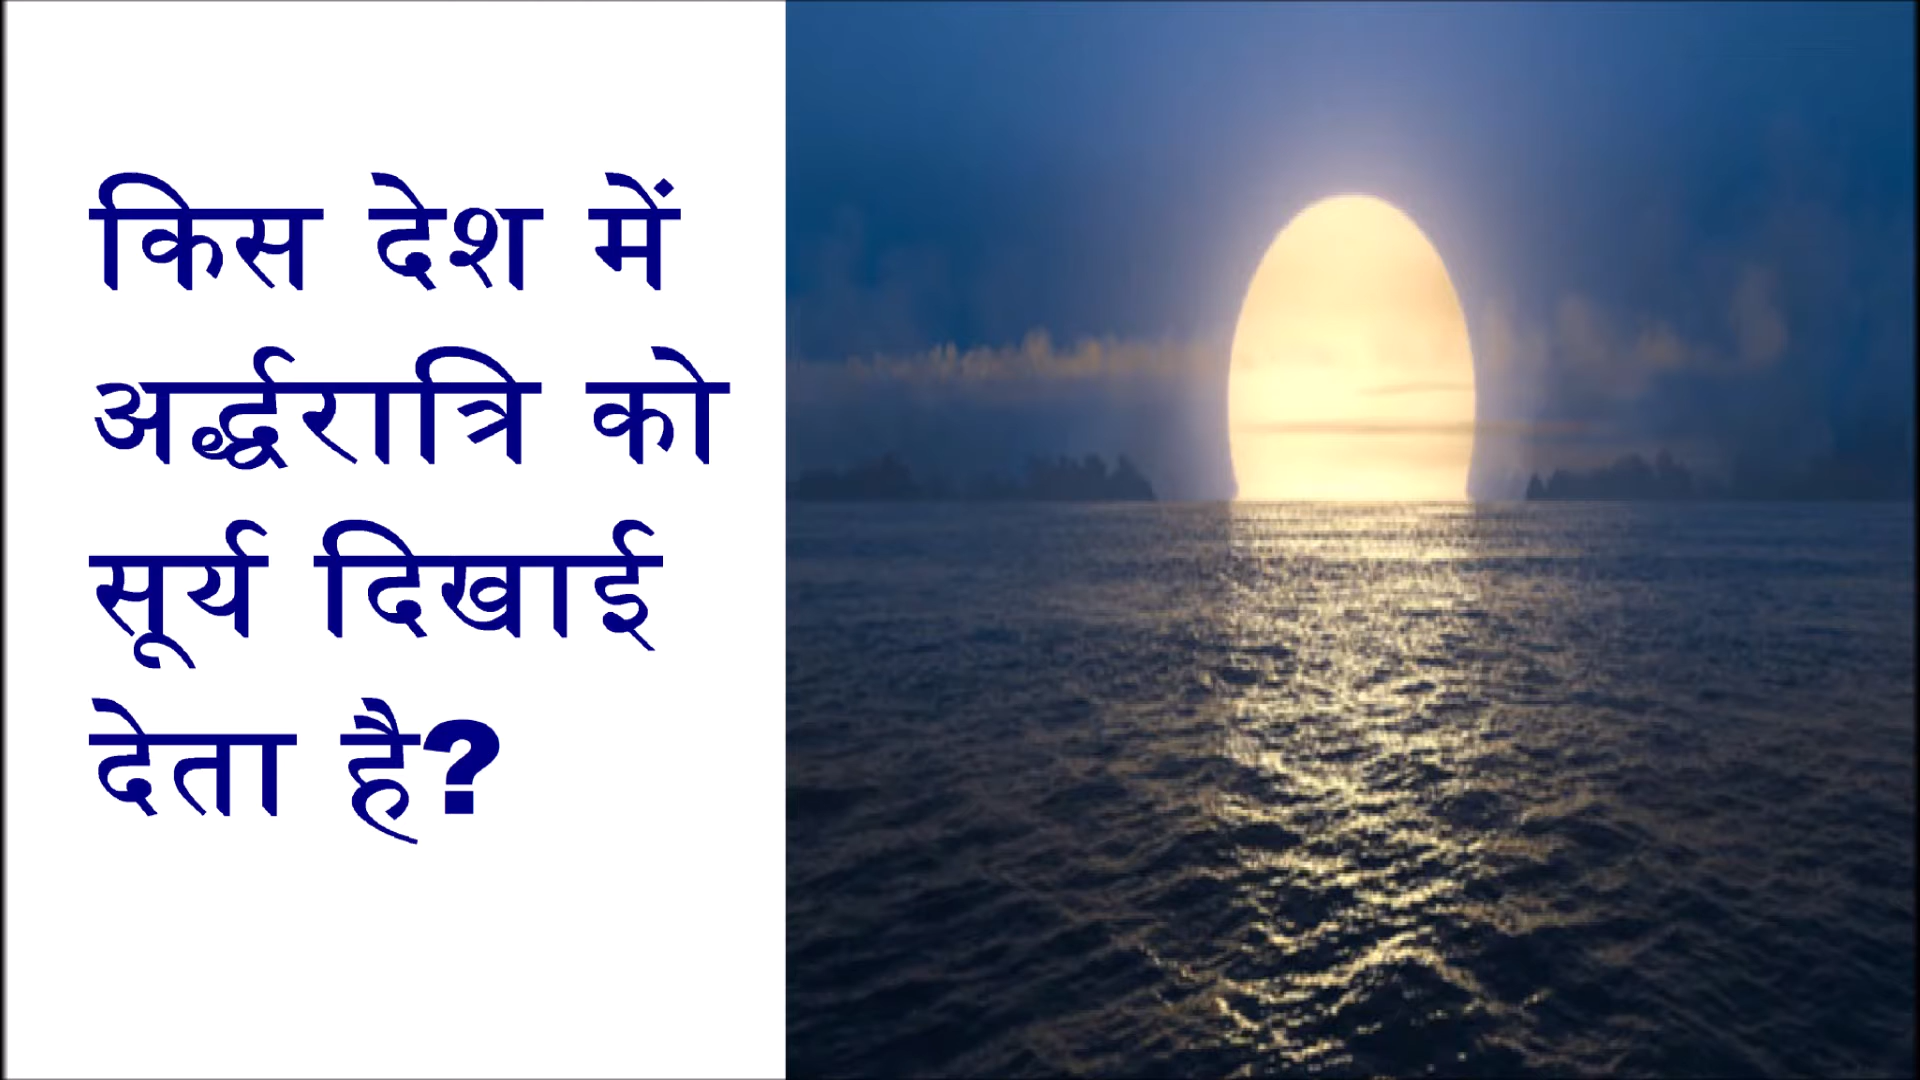 किस देश में
अर्द्धरात्रि को
सूर्य दिखाई
देता है?